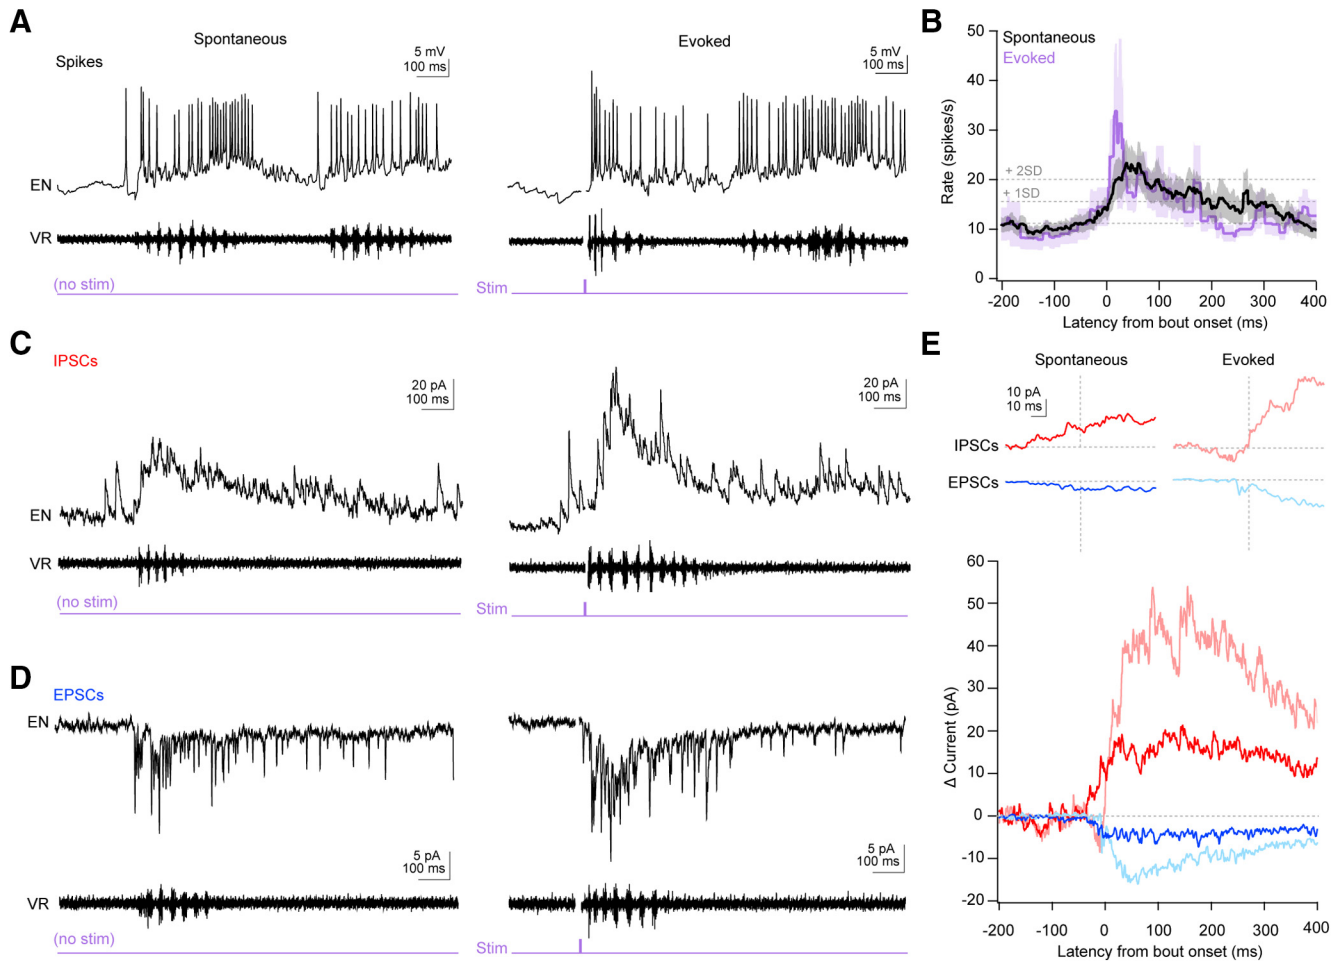 A
Spontaneous
Evoked
Spikes
5 mV
100 ms
5 mV
100 ms
EN
VR
(no stim)
Stim
B
Spontaneous
Evoked
50
40
30
20
10
0
+ 2SD
+ 1SD
Rate (spikes/s)
-200
-100
0
100
200
300
400
Latency from bout onset (ms)
C
IPSCs
20 pA
100 ms
20 pA
100 ms
EN
VR
(no stim)
Stim
D
EPSCs
EN
5 pA
100 ms
5 pA
100 ms
VR
(no stim)
Stim
E
Spontaneous
Evoked
10 pA
10 ms
IPSCs
EPSCs
60
50
40
30
20
10
0
-10
-20
Δ Current (pA)
-200
-100
0
100
200
300
400
Latency from bout onset (ms)